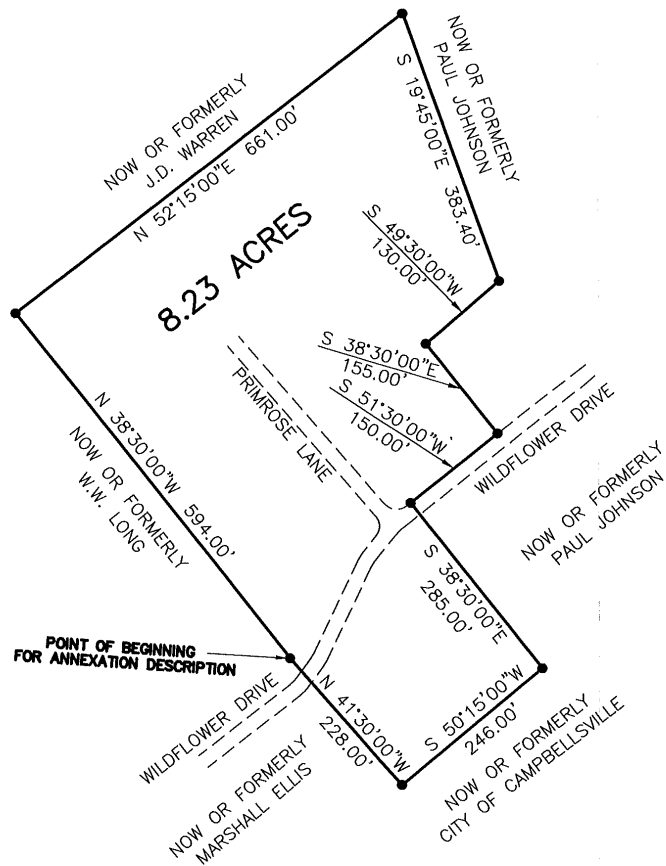 NOW OR FORMERLY
J.D. WARREN
N 52°15'00"E 661.00'
NOW OR FORMERLY
PAUL JOHNSON
S 19°45'00"E 383.40'
8.23 ACRES
S 49°30'00"W
130.00'
S 38°30'00"E
155.00'
S 51°30'00"W
150.00'
PRIMROSE LANE
WILDFLOWER DRIVE
NOW OR FORMERLY
PAUL JOHNSON
N 38°30'00"W 594.00'
NOW OR FORMERLY
W.W. LONG
S 38°30'00"E
285.00'
POINT OF BEGINNING
FOR ANNEXATION DESCRIPTION
WILDFLOWER DRIVE
N 41°30'00"W
228.00'
S 50°15'00"W
246.00'
NOW OR FORMERLY
MARSHALL ELLIS
NOW OR FORMERLY
CITY OF CAMPBELLSVILLE